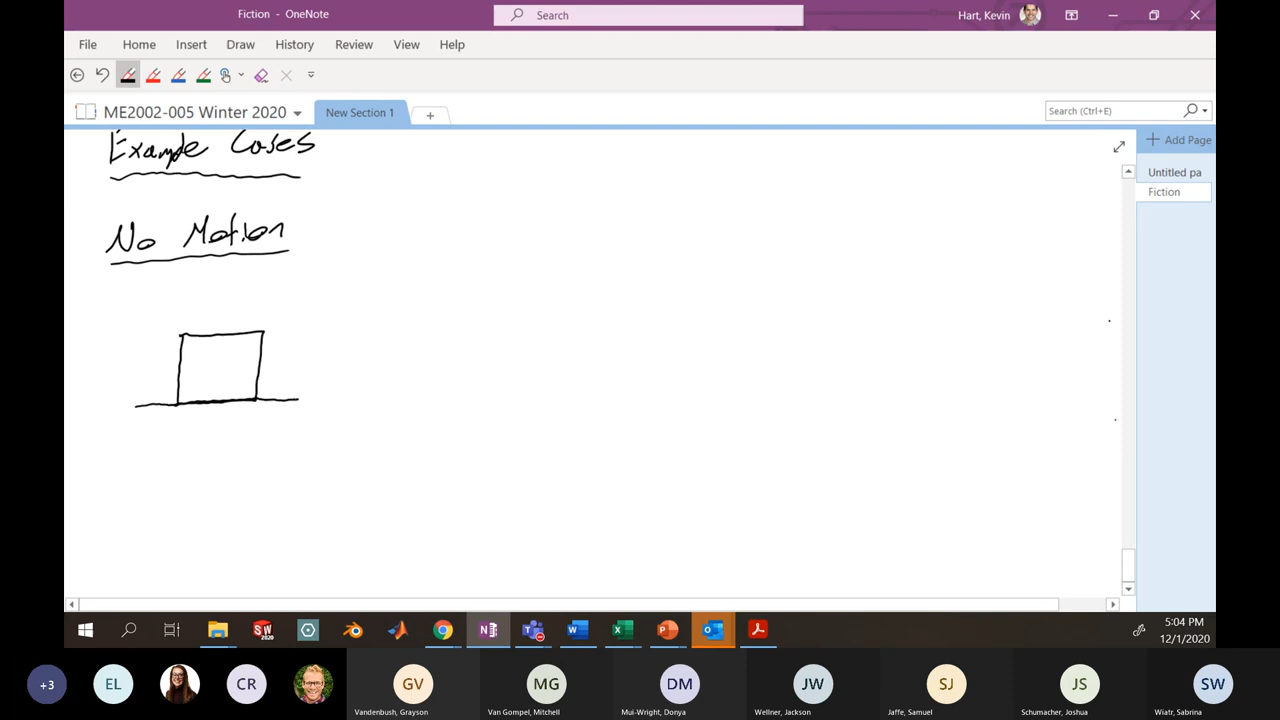 Fiction - OneNote
Search
Hart, Kevin
File Home Insert Draw History Review View Help
ME2002-005 Winter 2020
New Section 1
Search (Ctrl+E)
Add Page
Untitled pa
Fiction
Example Cases
No Motion
SW
2020
N
T
W
X
P
O
5:04 PM
12/1/2020
+3
EL
CR
GV
MG
DM
JW
SJ
JS
SW
Vandenbush, Grayson
Van Gompel, Mitchell
Mui-Wright, Donya
Wellner, Jackson
Jaffe, Samuel
Schumacher, Joshua
Wiatr, Sabrina